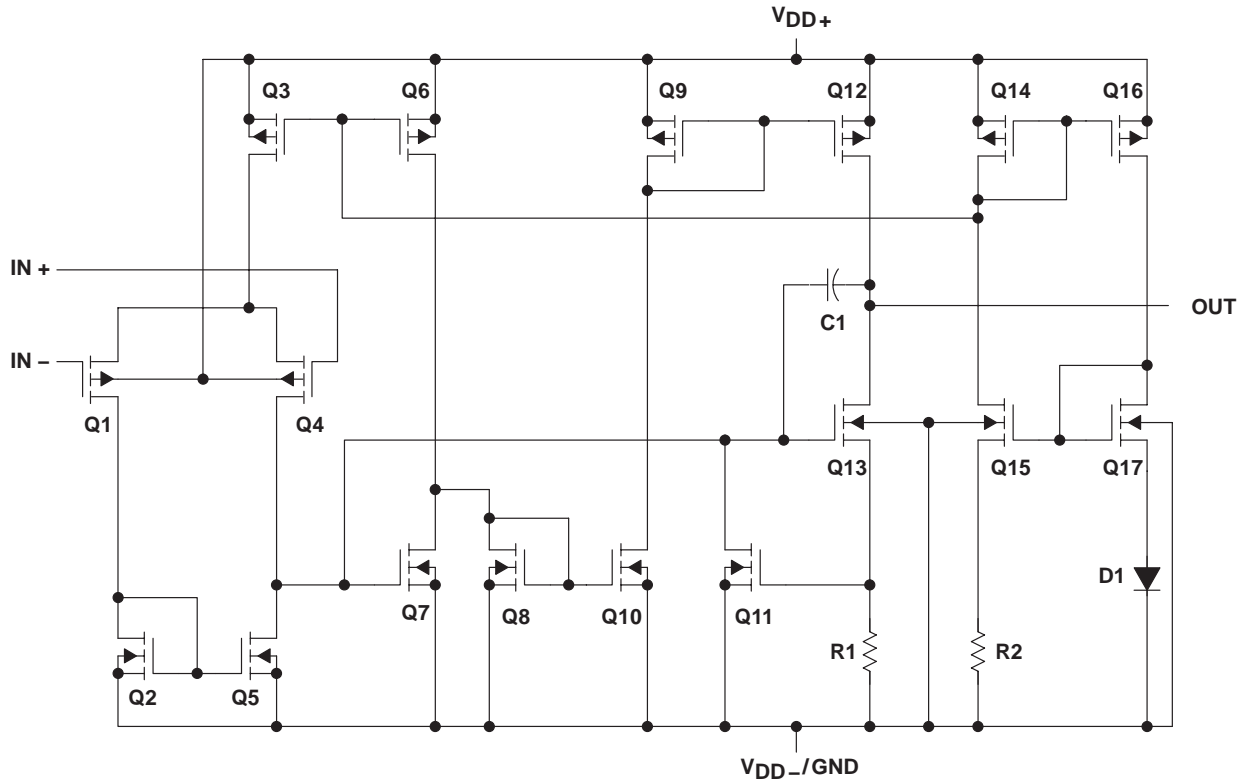 VDD+
Q3
Q6
Q9
Q12
Q14
Q16
IN +
C1
OUT
IN −
Q1
Q4
Q13
Q15
Q17
Q7
Q8
Q10
Q11
D1
R1
R2
Q2
Q5
VDD−/GND